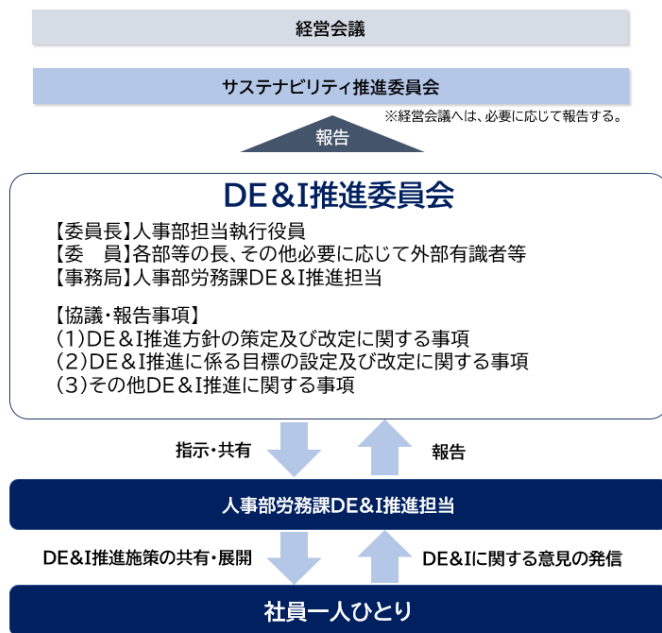 経営会議
サステナビリティ推進委員会
※経営会議へは、必要に応じて報告する。
報告
DE&I推進委員会
【委員長】人事部担当執行役員
【委　員】各部等の長、その他必要に応じて外部有識者等
【事務局】人事部労務課DE&I推進担当
【協議・報告事項】
(1)DE&I推進方針の策定及び改定に関する事項
(2)DE&I推進に係る目標の設定及び改定に関する事項
(3)その他DE&I推進に関する事項
指示・共有
報告
人事部労務課DE&I推進担当
DE&I推進施策の共有・展開
DE&Iに関する意見の発信
社員一人ひとり